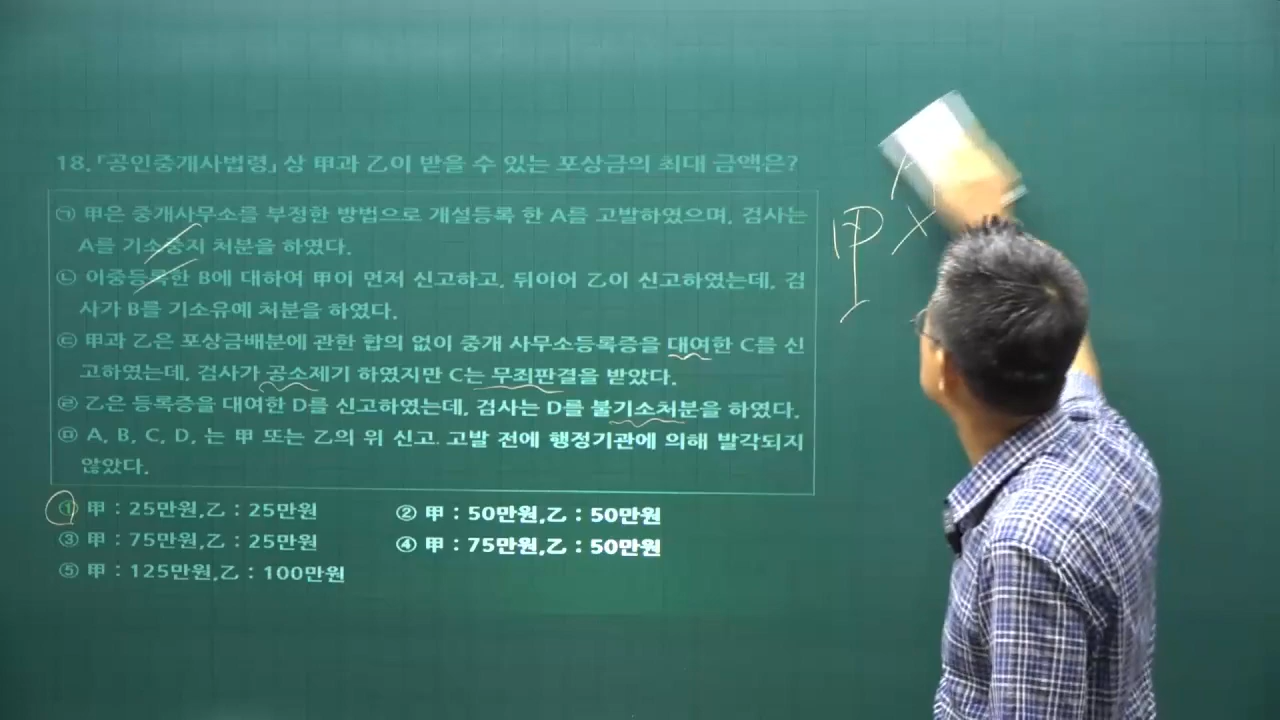 18.「공인중개사법령」상 甲과 乙이 받을 수 있는 포상금의 최대 금액은?
㉠ 甲은 중개사무소를 부정한 방법으로 개설등록 한 A를 고발하였으며, 검사는
A를 기소중지 처분을 하였다.
㉡ 이중등록한 B에 대하여 甲이 먼저 신고하고, 뒤이어 乙이 신고하였는데, 검
사가 B를 기소유예 처분을 하였다.
㉢ 甲과 乙은 포상금배분에 관한 합의 없이 중개 사무소등록증을 대여한 C를 신
고하였는데, 검사가 공소제기 하였지만 C는 무죄판결을 받았다.
㉣ 乙은 등록증을 대여한 D를 신고하였는데, 검사는 D를 불기소처분을 하였다.
㉤ A, B, C, D, 는 甲 또는 乙의 위 신고. 고발 전에 행정기관에 의해 발각되지
않았다.
① 甲 : 25만원,乙 : 25만원 ② 甲 : 50만원,乙 : 50만원
③ 甲 : 75만원,乙 : 25만원 ④ 甲 : 75만원,乙 : 50만원
⑤ 甲 : 125만원,乙 : 100만원
甲 X